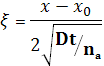 ξ = (x − x₀) / (2√(Dt/nₐ))